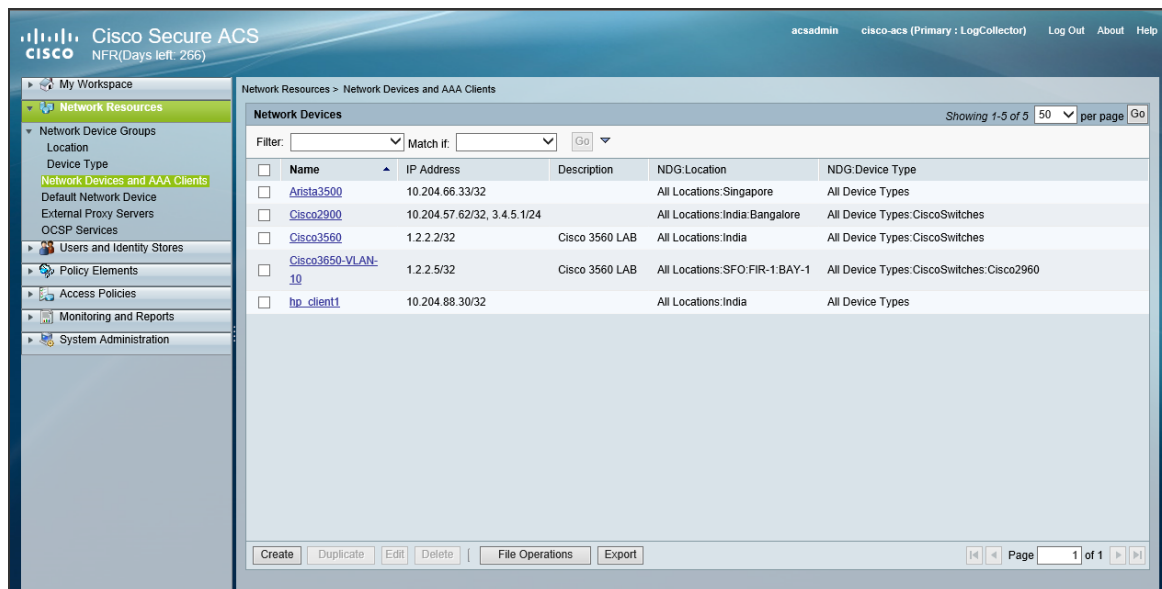 CISCO
Cisco Secure ACS
NFR(Days left: 266)
acsadmin cisco-acs (Primary : LogCollector) Log Out About Help
My Workspace
Network Resources
Network Device Groups
Location
Device Type
Network Devices and AAA Clients
Default Network Device
External Proxy Servers
OCSP Services
Users and Identity Stores
Policy Elements
Access Policies
Monitoring and Reports
System Administration
Network Resources > Network Devices and AAA Clients
Network Devices Showing 1-5 of 5 50 per page Go
Filter: Match if: Go
Name IP Address Description NDG:Location NDG:Device Type
Arista3500 10.204.66.33/32 All Locations:Singapore All Device Types
Cisco2900 10.204.57.62/32, 3.4.5.1/24 All Locations:India:Bangalore All Device Types:CiscoSwitches
Cisco3560 1.2.2.2/32 Cisco 3560 LAB All Locations:India All Device Types:CiscoSwitches
Cisco3650-VLAN-
10 1.2.2.5/32 Cisco 3560 LAB All Locations:SFO:FIR-1:BAY-1 All Device Types:CiscoSwitches:Cisco2960
hp_client1 10.204.88.30/32 All Locations:India All Device Types
Create Duplicate Edit Delete | File Operations Export Page 1 of 1